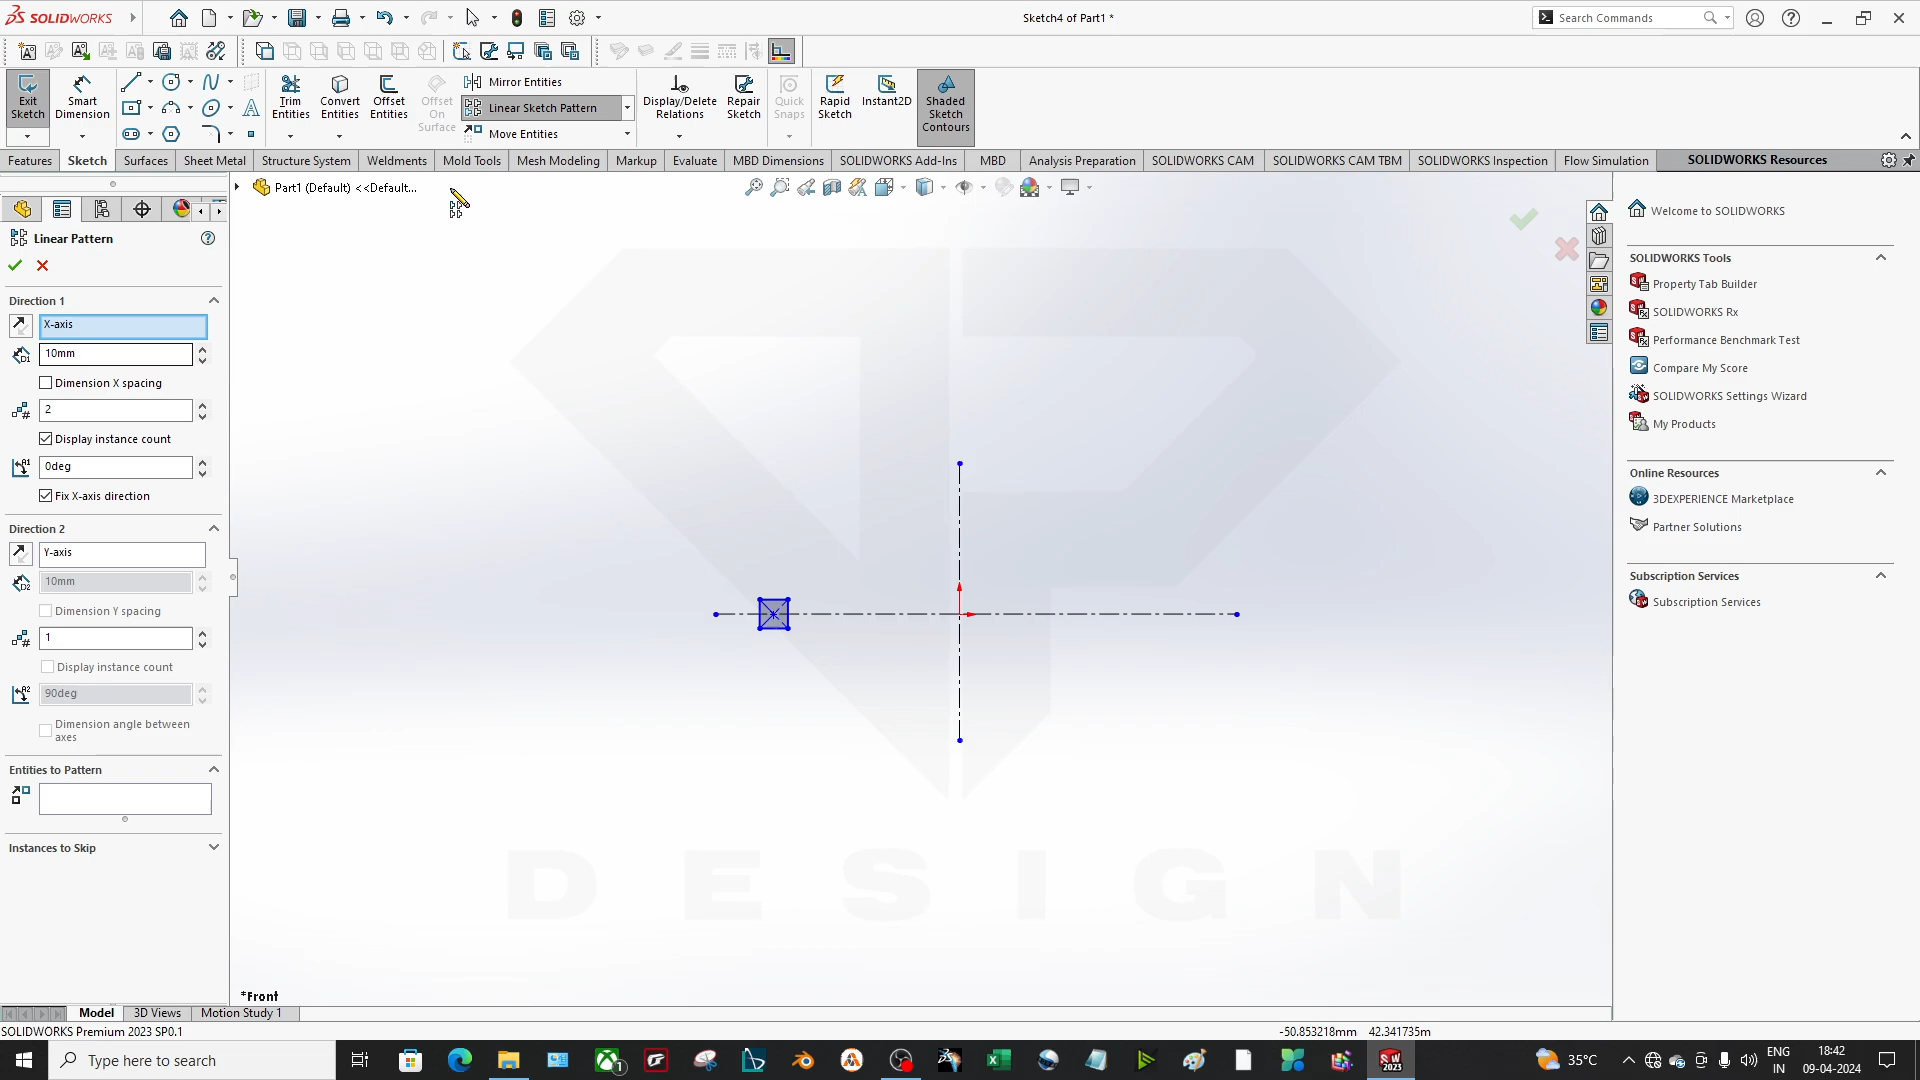 SOLIDWORKS
Sketch4 of Part1 *
Search Commands
Exit Sketch
Smart Dimension
Trim Entities
Convert Entities
Offset Entities
Offset On Surface
Mirror Entities
Linear Sketch Pattern
Move Entities
Display/Delete Relations
Repair Sketch
Quick Snaps
Rapid Sketch
Instant2D
Shaded Sketch Contours
Features
Sketch
Surfaces
Sheet Metal
Structure System
Weldments
Mold Tools
Mesh Modeling
Markup
Evaluate
MBD Dimensions
SOLIDWORKS Add-Ins
MBD
Analysis Preparation
SOLIDWORKS CAM
SOLIDWORKS CAM TBM
SOLIDWORKS Inspection
Flow Simulation
SOLIDWORKS Resources
Part1 (Default) <<Default...
Linear Pattern
Direction 1
X-axis
10mm
Dimension X spacing
2
Display instance count
0deg
Fix X-axis direction
Direction 2
Y-axis
10mm
Dimension Y spacing
1
Display instance count
90deg
Dimension angle between
axes
Entities to Pattern
Instances to Skip
DESIGN
*Front
Welcome to SOLIDWORKS
SOLIDWORKS Tools
Property Tab Builder
SOLIDWORKS Rx
Performance Benchmark Test
Compare My Score
SOLIDWORKS Settings Wizard
My Products
Online Resources
3DEXPERIENCE Marketplace
Partner Solutions
Subscription Services
Subscription Services
Model
3D Views
Motion Study 1
SOLIDWORKS Premium 2023 SP0.1
-50.853218mm 42.341735m
Type here to search
35°C
ENG
IN
18:42
09-04-2024